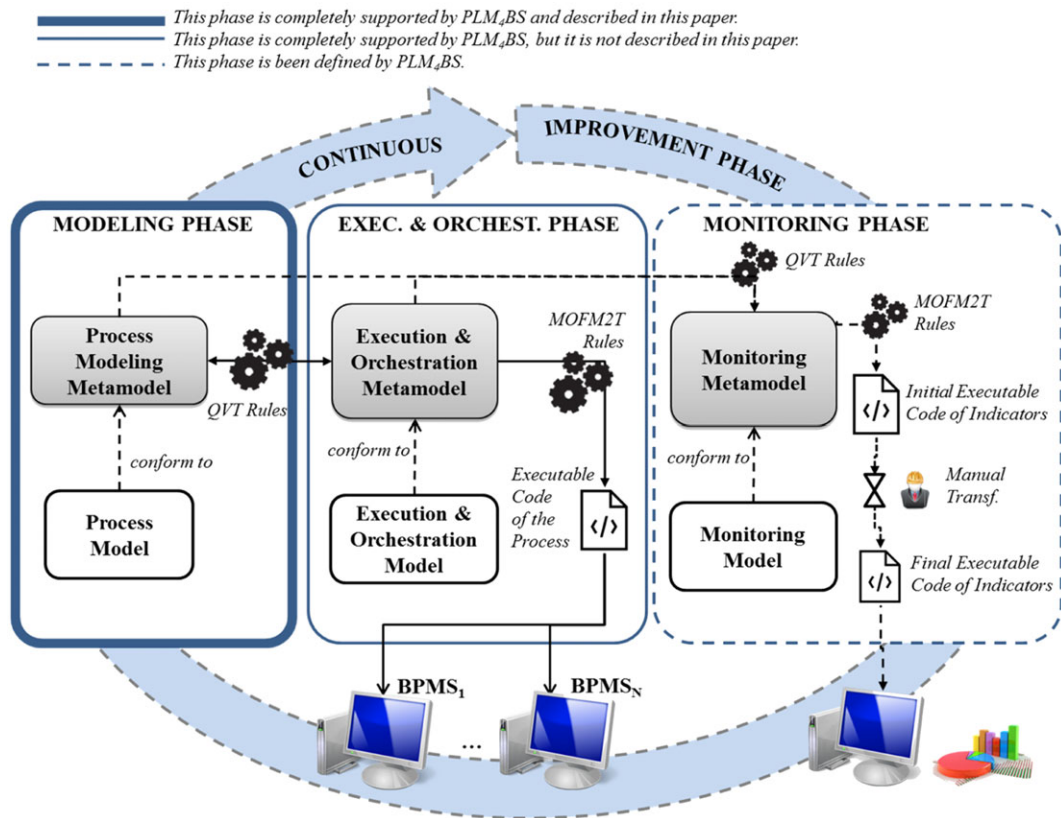 This phase is completely supported by PLM₄BS and described in this paper.
This phase is completely supported by PLM₄BS, but it is not described in this paper.
This phase is been defined by PLM₄BS.
CONTINUOUS
IMPROVEMENT PHASE
MODELING PHASE
Process
Modeling
Metamodel
QVT Rules
conform to
Process
Model
EXEC. & ORCHEST. PHASE
Execution &
Orchestration
Metamodel
MOFM2T
Rules
conform to
Executable
Code
of the
Process
</>
Execution &
Orchestration
Model
MONITORING PHASE
QVT Rules
MOFM2T
Rules
Monitoring
Metamodel
</>
Initial Executable
Code of Indicators
conform to
Manual
Transf.
Monitoring
Model
</>
Final Executable
Code of Indicators
BPMS₁
...
BPMSN